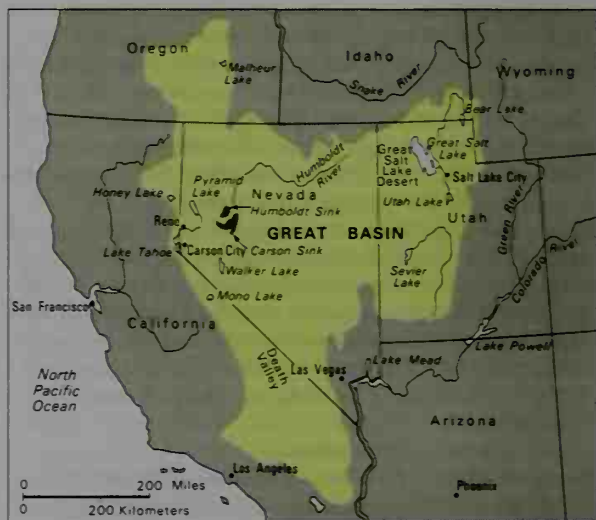 Oregon
Idaho
Malheur
Lake
Snake River
Wyoming
Bear Lake
Great Salt
Lake
Great
Salt
Lake
Desert
Salt Lake City
Humboldt
River
Pyramid
Lake
Nevada
Honey Lake
Humboldt Sink
Utah Lake
Utah
Green River
Reno
GREAT BASIN
Lake Tahoe
Carson City
Carson Sink
Walker Lake
Sevier
Lake
Colorado River
Mono Lake
San Francisco
California
Death
Valley
Las Vegas
Lake Mead
Lake Powell
North
Pacific
Ocean
Arizona
Los Angeles
Phoenix
0 200 Miles
0 200 Kilometers